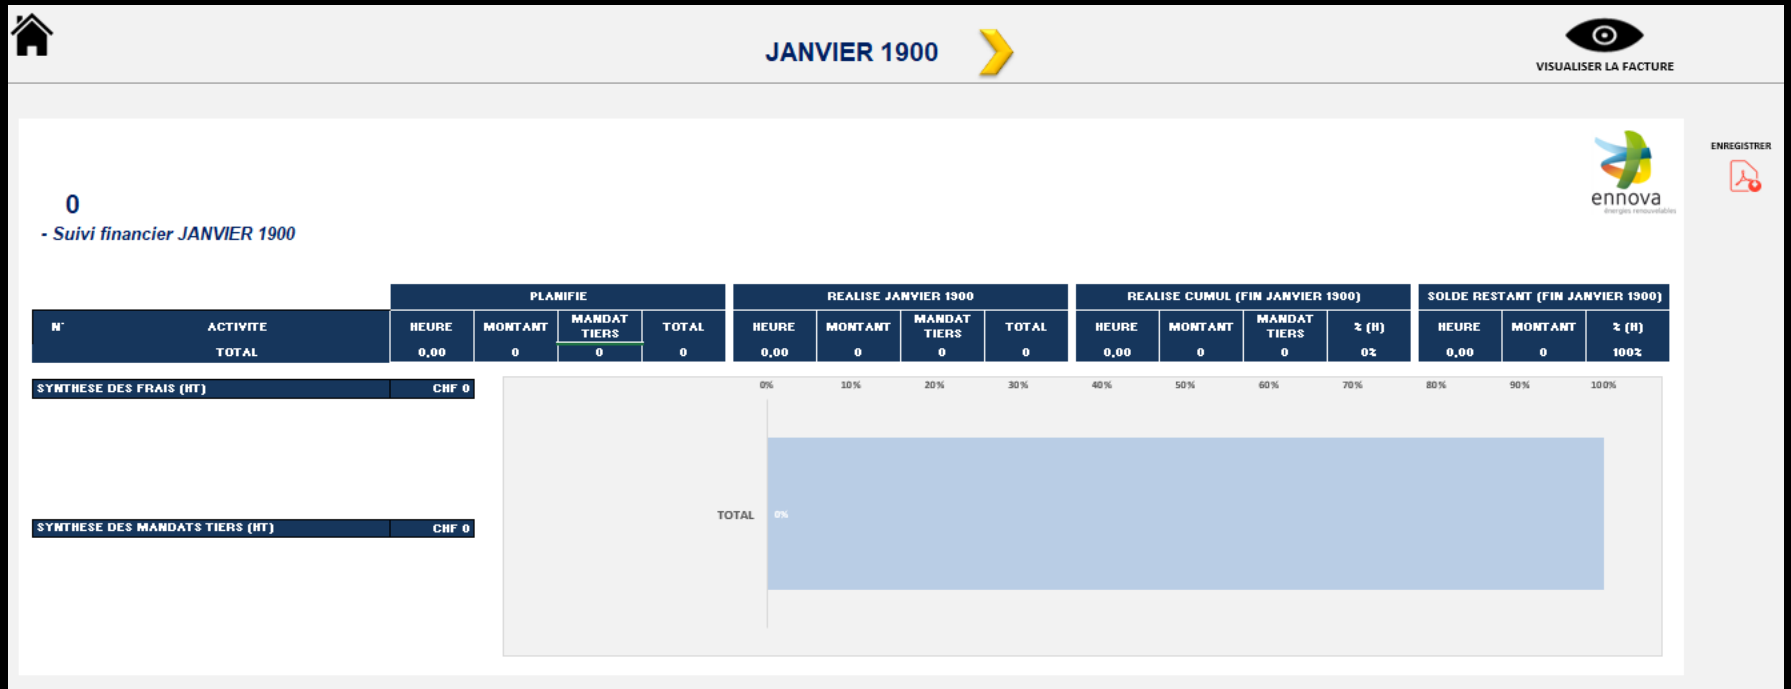 JANVIER 1900
VISUALISER LA FACTURE
ENREGISTRER
ennova
énergies renouvelables
0
- Suivi financier JANVIER 1900
PLANIFIE REALISE JANVIER 1900 REALISE CUMUL (FIN JANVIER 1900) SOLDE RESTANT (FIN JANVIER 1900)
N° ACTIVITE HEURE MONTANT MANDAT TIERS TOTAL HEURE MONTANT MANDAT TIERS TOTAL HEURE MONTANT MANDAT TIERS % (H) HEURE MONTANT % (H)
TOTAL 0,00 0 0 0 0,00 0 0 0 0,00 0 0 0% 0,00 0 100%
SYNTHESE DES FRAIS (HT) CHF 0
0% 10% 20% 30% 40% 50% 60% 70% 80% 90% 100%
TOTAL 0%
SYNTHESE DES MANDATS TIERS (HT) CHF 0